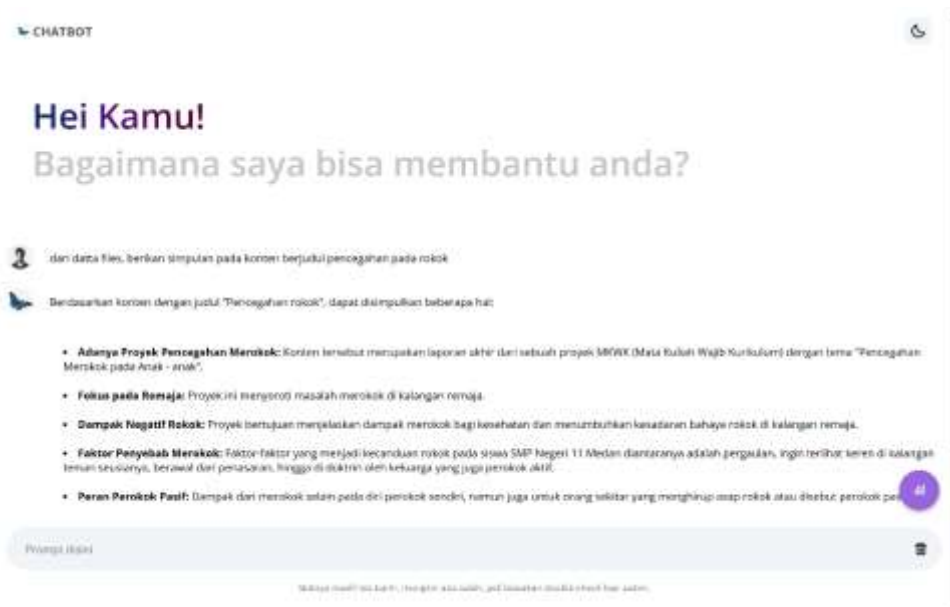 CHATBOT
Hei Kamu!
Bagaimana saya bisa membantu anda?
dari datta files, berikan simpulan pada konten berjudul pencegahan pada rokok
Berdasarkan konten dengan judul "Pencegahan rokok", dapat disimpulkan beberapa hal:
• Adanya Proyek Pencegahan Merokok: Konten tersebut merupakan laporan akhir dari sebuah proyek MKWK (Mata Kuliah Wajib Kurikulum) dengan tema "Pencegahan
Merokok pada Anak - anak".
• Fokus pada Remaja: Proyek ini menyoroti masalah merokok di kalangan remaja.
• Dampak Negatif Rokok: Proyek bertujuan menjelaskan dampak merokok bagi kesehatan dan menumbuhkan kesadaran bahaya rokok di kalangan remaja.
• Faktor Penyebab Merokok: Faktor-faktor yang menjadi kecanduan rokok pada siswa SMP Negeri 11 Medan diantaranya adalah pergaulan, ingin terlihat keren di kalangan
teman seusianya, berawal dari penasaran, hingga di doktrin oleh keluarga yang juga perokok aktif.
• Peran Perokok Pasif: Dampak dari merokok selain pada diri perokok sendiri, namun juga untuk orang sekitar yang menghirup asap rokok atau disebut perokok
Prompt disini